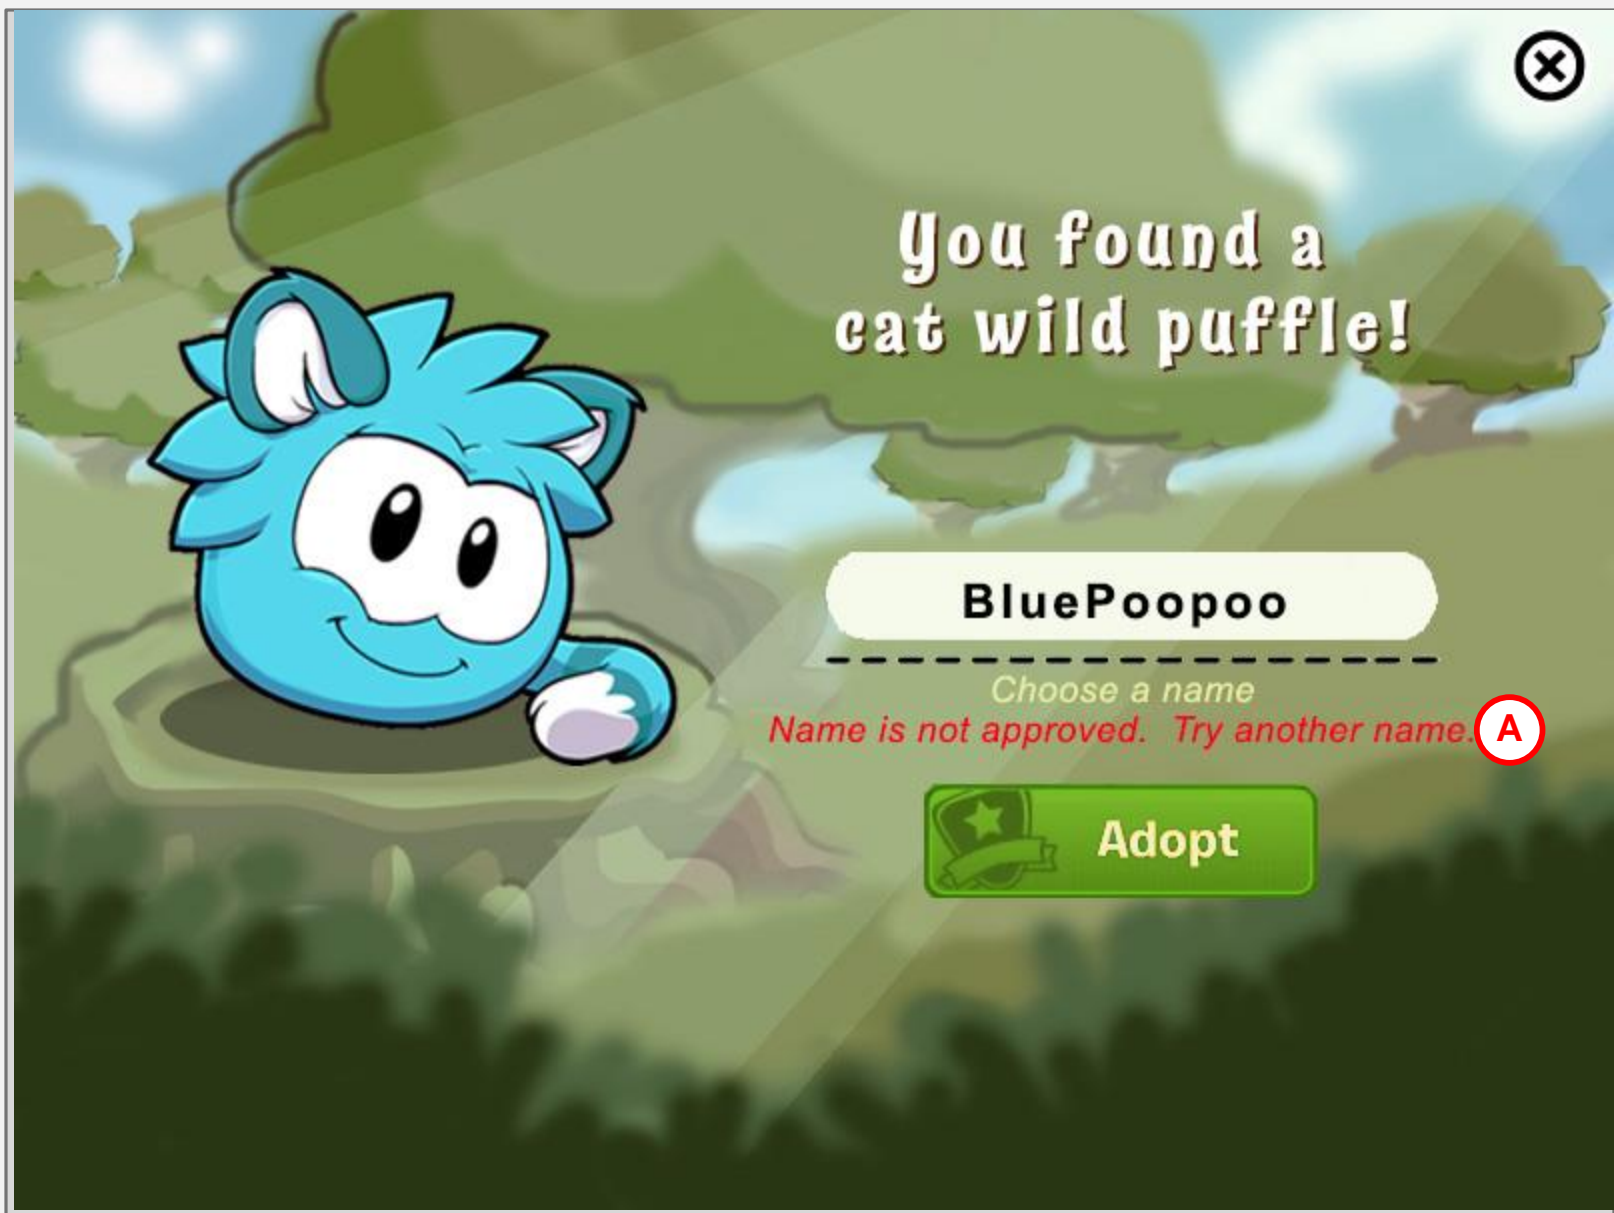 You found a
cat wild puffle!
BluePoopoo
Choose a name
Name is not approved.  Try another name.
A
Adopt